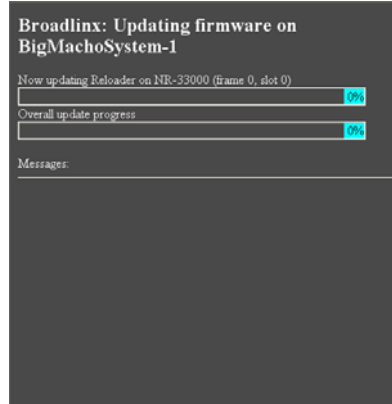 Broadlinx: Updating firmware on
BigMachoSystem-1
Now updating Reloader on NR-33000 (frame 0, slot 0)
0%
Overall update progress
0%
Messages: